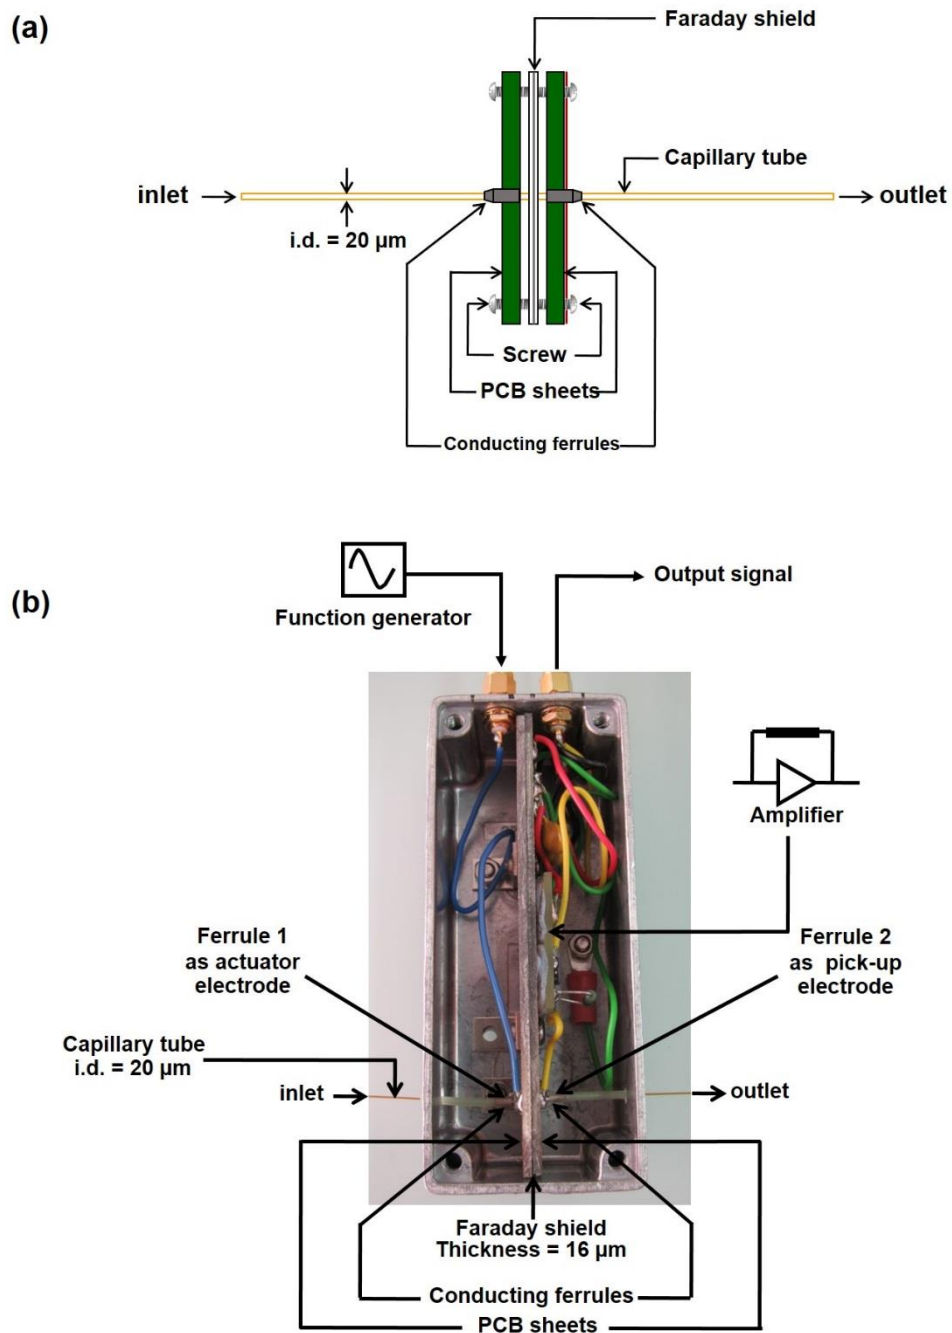 (a)
Faraday shield
Capillary tube
inlet
outlet
i.d. = 20 µm
Screw
PCB sheets
Conducting ferrules
(b)
Function generator
Output signal
Amplifier
Ferrule 1
as actuator
electrode
Ferrule 2
as pick-up
electrode
Capillary tube
i.d. = 20 µm
inlet
outlet
Faraday shield
Thickness = 16 µm
Conducting ferrules
PCB sheets